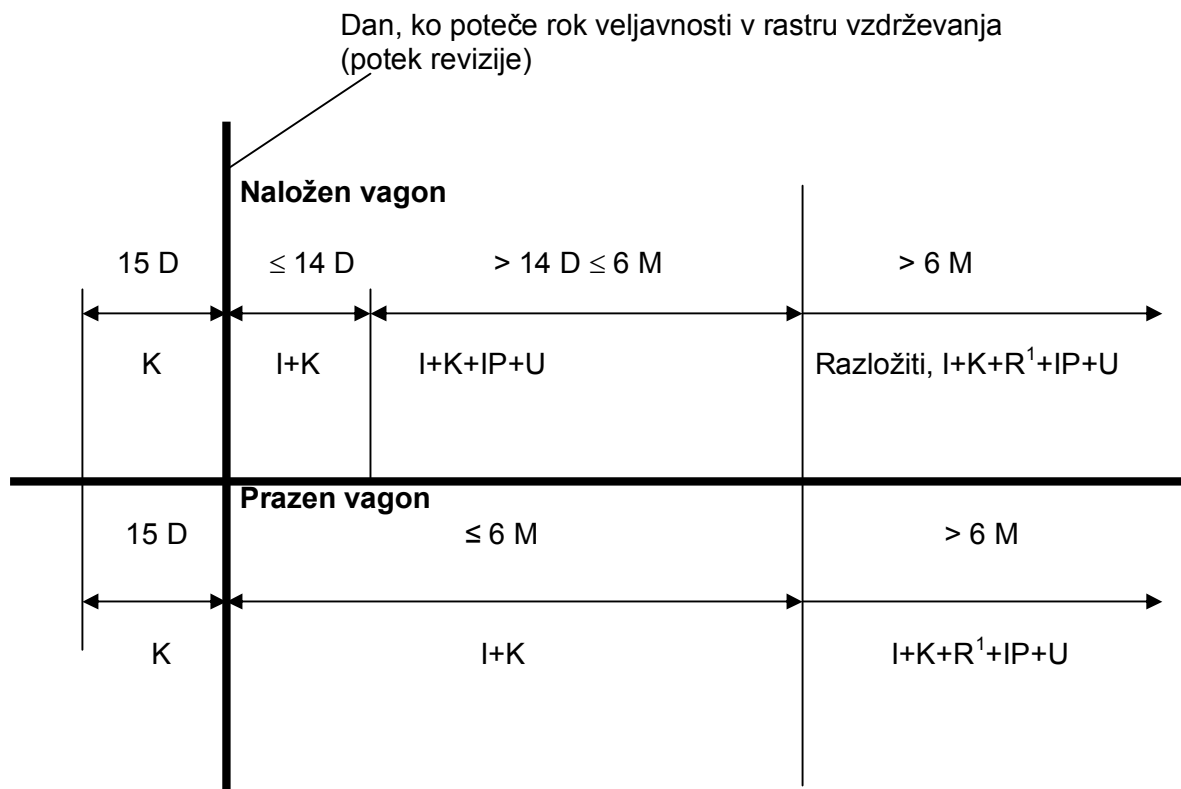 Dan, ko poteče rok veljavnosti v rastru vzdrževanja
(potek revizije)
Naložen vagon
15 D ≤ 14 D > 14 D ≤ 6 M > 6 M
K I+K I+K+IP+U Razložiti, I+K+R¹+IP+U
Prazen vagon
15 D ≤ 6 M > 6 M
K I+K I+K+R¹+IP+U